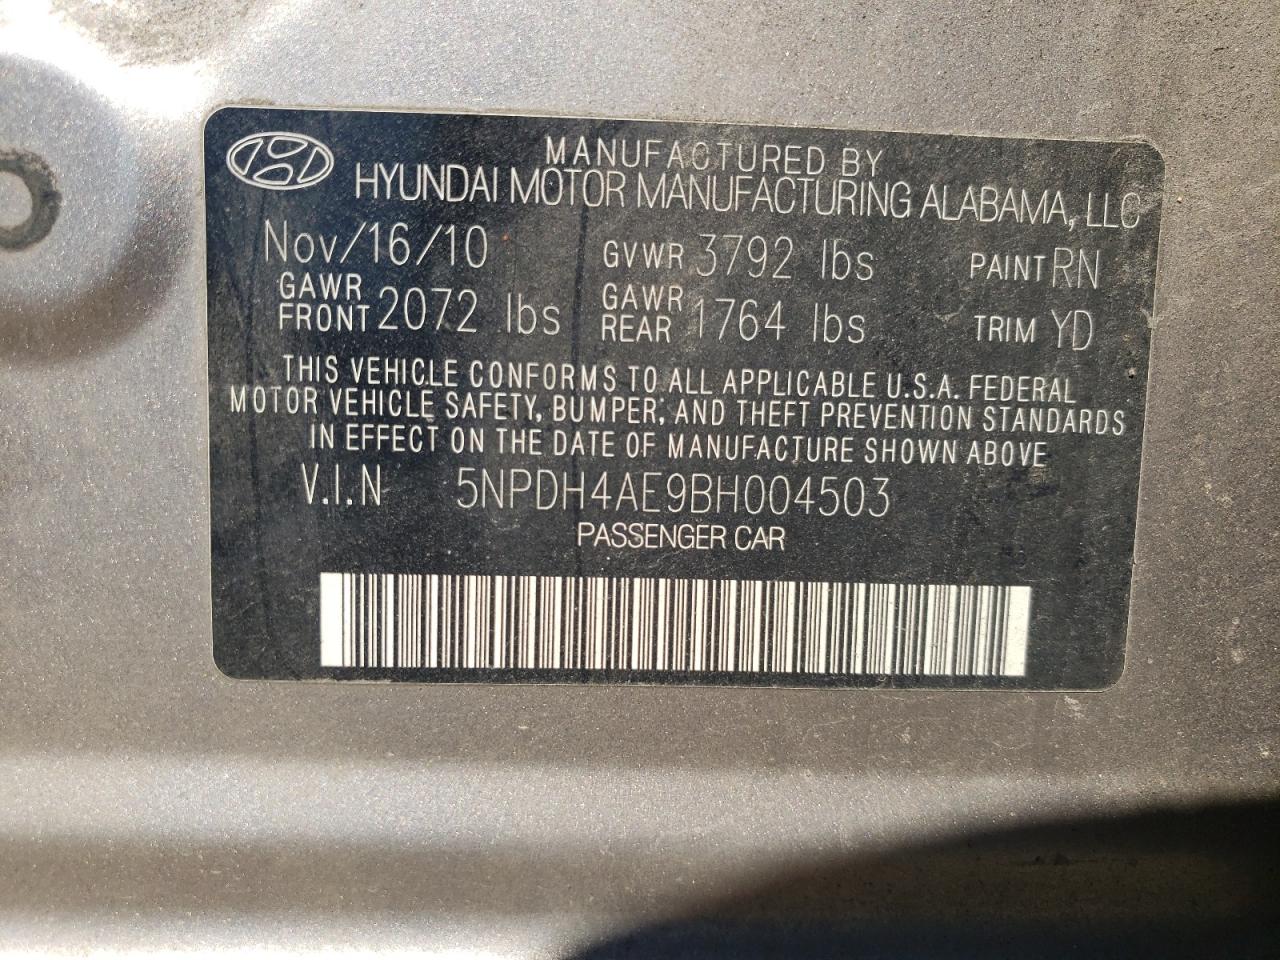 MANUFACTURED BY
HYUNDAI MOTOR MANUFACTURING ALABAMA, LLC
Nov/16/10 GVWR 3792 lbs PAINT RN
GAWR FRONT 2072 lbs GAWR REAR 1764 lbs TRIM YD
THIS VEHICLE CONFORMS TO ALL APPLICABLE U.S.A. FEDERAL
MOTOR VEHICLE SAFETY, BUMPER, AND THEFT PREVENTION STANDARDS
IN EFFECT ON THE DATE OF MANUFACTURE SHOWN ABOVE
V.I.N 5NPDH4AE9BH004503
PASSENGER CAR